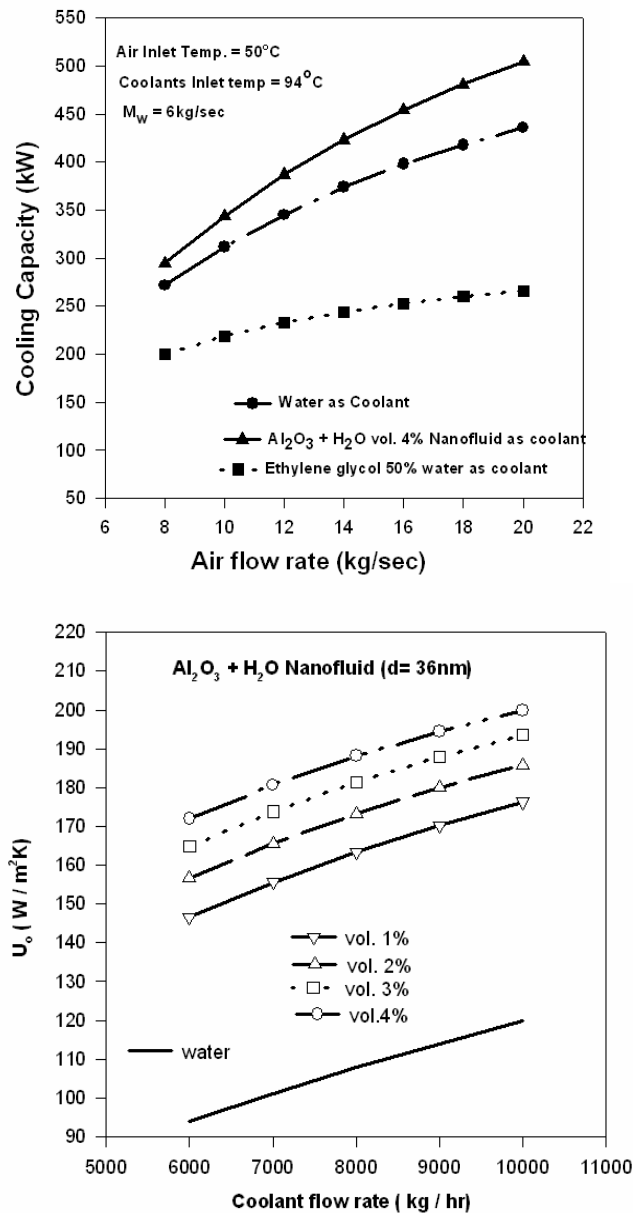 550
500
450
400
350
300
250
200
150
100
50
Cooling Capacity (kW)
Air Inlet Temp. = 50°C
Coolants Inlet temp = 94°C
M_W = 6kg/sec
Water as Coolant
Al₂O₃ + H₂O vol. 4% Nanofluid as coolant
Ethylene glycol 50% water as coolant
6 8 10 12 14 16 18 20 22
Air flow rate (kg/sec)
220
210
200
190
180
170
160
150
140
130
120
110
100
90
U₀ ( W / m²K )
Al₂O₃ + H₂O Nanofluid (d= 36nm)
vol. 1%
vol. 2%
vol. 3%
vol.4%
water
5000 6000 7000 8000 9000 10000 11000
Coolant flow rate ( kg / hr)